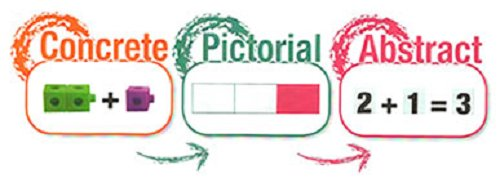 Concrete Pictorial Abstract
+ 2 + 1 = 3